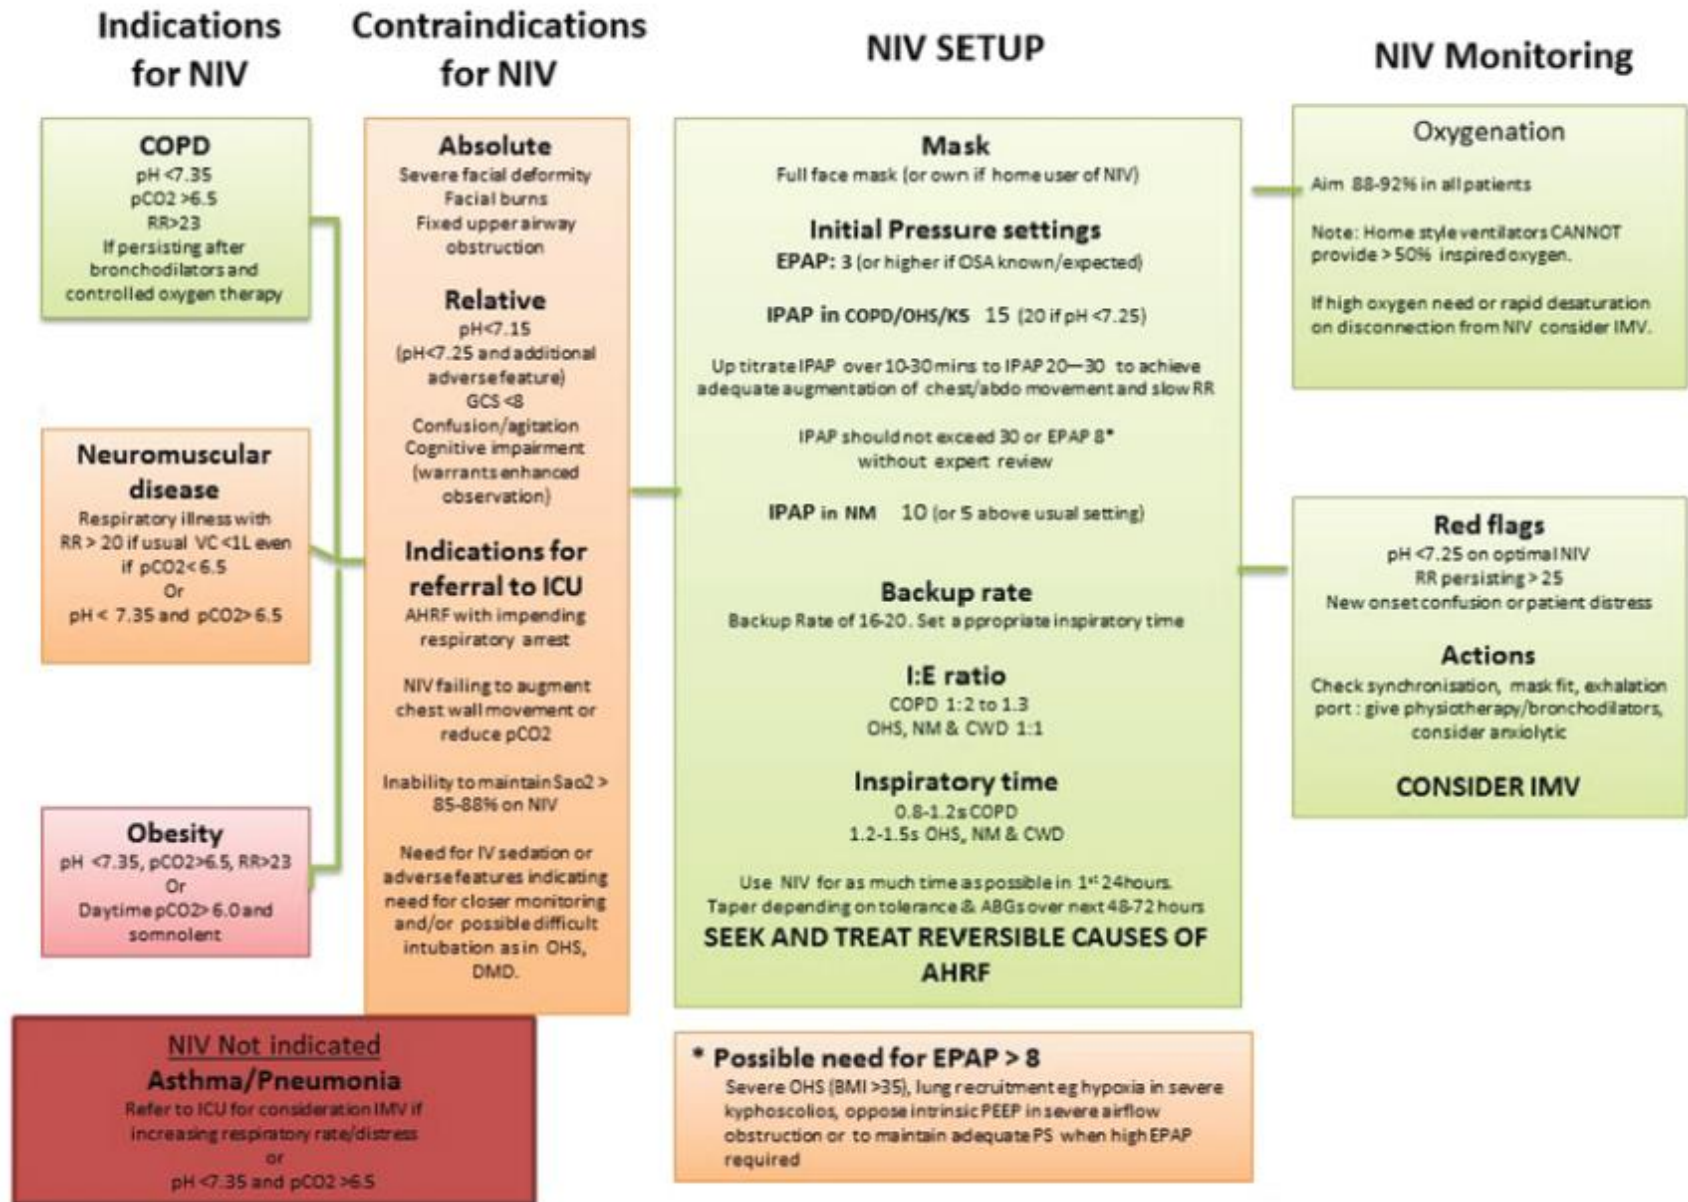 Indications
for NIV
COPD
pH <7.35
pCO2 >6.5
RR>23
If persisting after
bronchodilators and
controlled oxygen therapy
Neuromuscular
disease
Respiratory illness with
RR > 20 if usual VC <1L even
if pCO2< 6.5
Or
pH < 7.35 and pCO2> 6.5
Obesity
pH <7.35, pCO2>6.5, RR>23
Or
Daytime pCO2> 6.0 and
somnolent
NIV Not indicated
Asthma/Pneumonia
Refer to ICU for consideration IMV if
increasing respiratory rate/distress
or
pH <7.35 and pCO2 >6.5
Contraindications
for NIV
Absolute
Severe facial deformity
Facial burns
Fixed upper airway
obstruction
Relative
pH<7.15
(pH<7.25 and additional
adverse feature)
GCS <8
Confusion/agitation
Cognitive impairment
(warrants enhanced
observation)
Indications for
referral to ICU
AHRF with impending
respiratory arrest
NIV failing to augment
chest wall movement or
reduce pCO2
Inability to maintain Sao2 >
85-88% on NIV
Need for IV sedation or
adverse features indicating
need for closer monitoring
and/or possible difficult
intubation as in OHS,
DMD.
NIV SETUP
Mask
Full face mask (or own if home user of NIV)
Initial Pressure settings
EPAP: 3 (or higher if OSA known/expected)
IPAP in COPD/OHS/KS 15 (20 if pH <7.25)
Up titrate IPAP over 10-30 mins to IPAP 20—30 to achieve
adequate augmentation of chest/abdo movement and slow RR
IPAP should not exceed 30 or EPAP 8*
without expert review
IPAP in NM 10 (or 5 above usual setting)
Backup rate
Backup Rate of 16-20. Set appropriate inspiratory time
I:E ratio
COPD 1:2 to 1.3
OHS, NM & CWD 1:1
Inspiratory time
0.8-1.2s COPD
1.2-1.5s OHS, NM & CWD
Use NIV for as much time as possible in 1st 24hours.
Taper depending on tolerance & ABGs over next 48-72 hours
SEEK AND TREAT REVERSIBLE CAUSES OF
AHRF
* Possible need for EPAP > 8
Severe OHS (BMI >35), lung recruitment eg hypoxia in severe
kyphoscolios, oppose intrinsic PEEP in severe airflow
obstruction or to maintain adequate PS when high EPAP
required
NIV Monitoring
Oxygenation
Aim 88-92% in all patients
Note: Home style ventilators CANNOT
provide > 50% inspired oxygen.
If high oxygen need or rapid desaturation
on disconnection from NIV consider IMV.
Red flags
pH <7.25 on optimal NIV
RR persisting > 25
New onset confusion or patient distress
Actions
Check synchronisation, mask fit, exhalation
port : give physiotherapy/bronchodilators,
consider anxiolytic
CONSIDER IMV